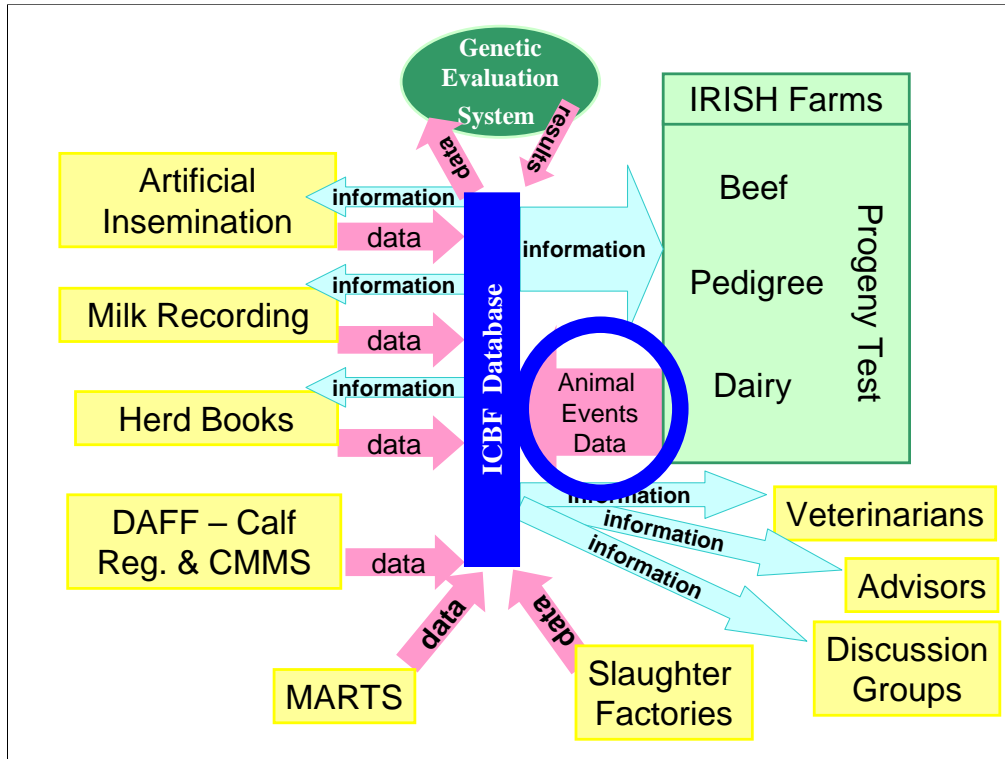 Genetic
Evaluation
System
data
results
IRISH Farms
Beef
Pedigree
Dairy
Progeny Test
Artificial
Insemination
information
data
information
Milk Recording
information
data
ICBF Database
Herd Books
information
data
Animal
Events
Data
DAFF – Calf
Reg. & CMMS
data
information
Veterinarians
information
Advisors
information
Discussion
Groups
MARTS
data
data
Slaughter
Factories